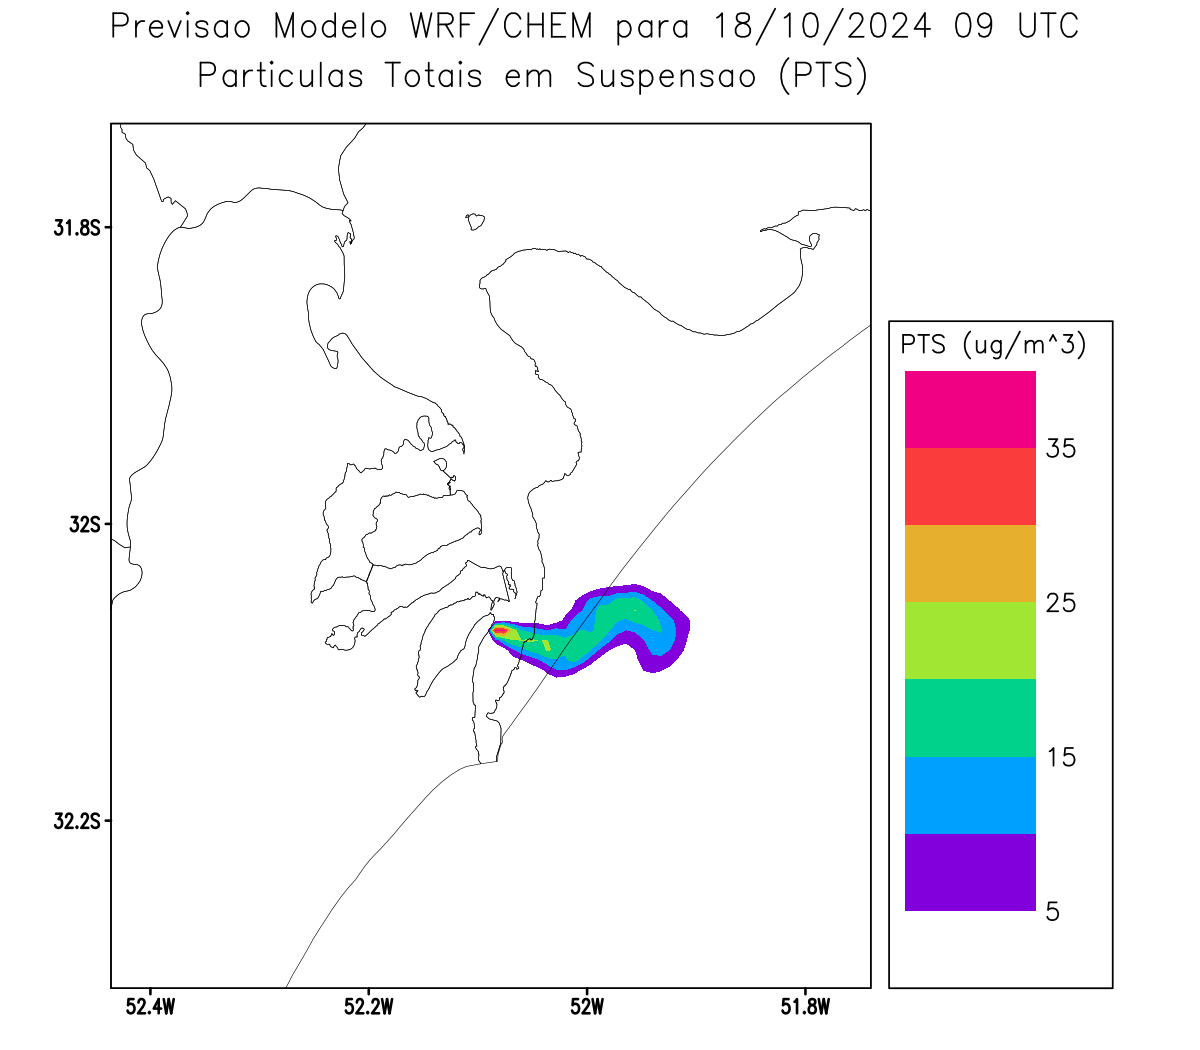 Previsao Modelo WRF/CHEM para 18/10/2024 09 UTC
Particulas Totais em Suspensao (PTS)
31.8S
32S
32.2S
52.4W
52.2W
52W
51.8W
PTS (ug/m^3)
35
25
15
5